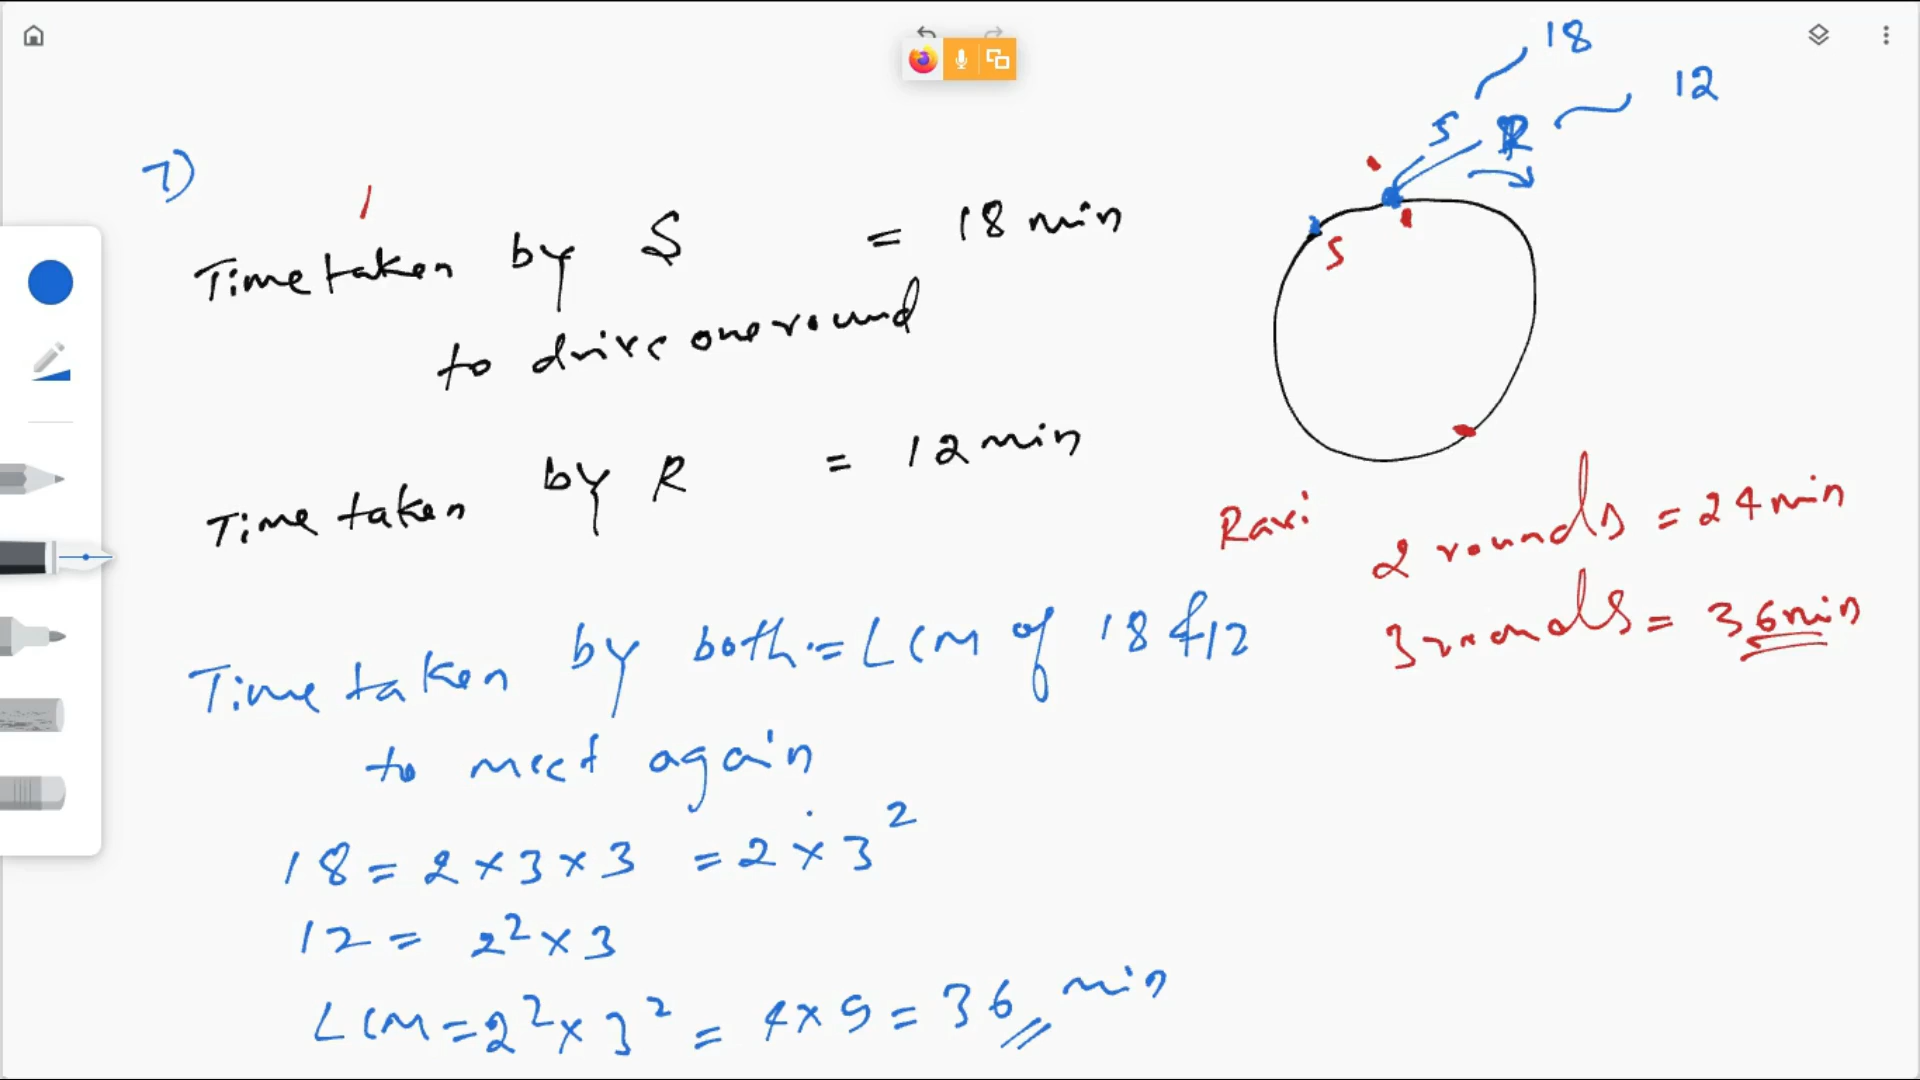 7)
Time taken by S = 18 min
to drive one round
Time taken by R = 12 min
Time taken by both = LCM of 18 & 12
to meet again
18 = 2 × 3 × 3 = 2 × 3²
12 = 2² × 3
LCM = 2² × 3² = 4 × 9 = 36 min
18
12
S R
S
Ravi
2 rounds = 24 min
3 rounds = 36 min